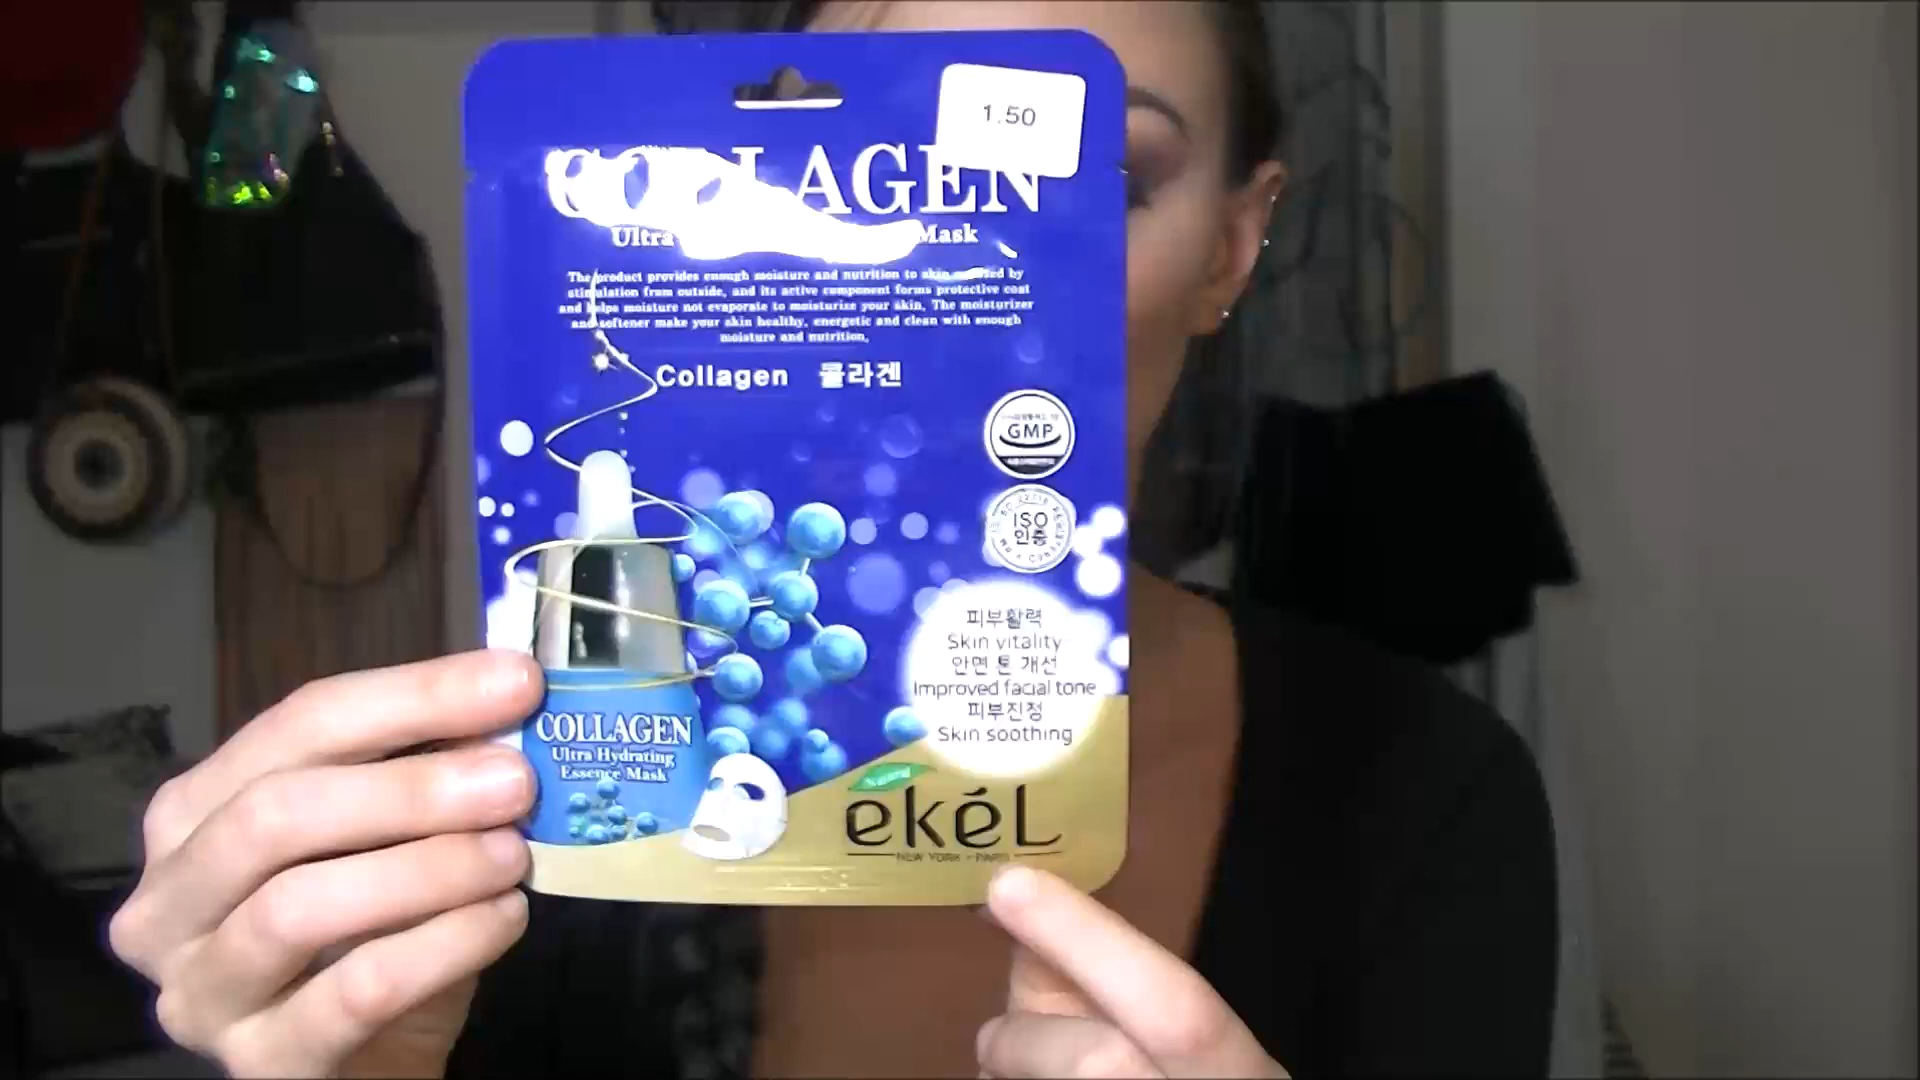 1.50
COLLAGEN
Ultra Mask
The product provides enough moisture and nutrition to skin by
stimulation from outside, and its active component forms protective coat
and helps moisture not evaporate to moisturize your skin. The moisturizer
and softener make your skin healthy, energetic and clean with enough
moisture and nutrition.
Collagen 콜라겐
GMP
ISO
인증
피부활력
Skin vitality
안면 톤 개선
Improved facial tone
피부진정
Skin soothing
COLLAGEN
Ultra Hydrating
Essence Mask
Natural
ekéL
NEW YORK - PARIS